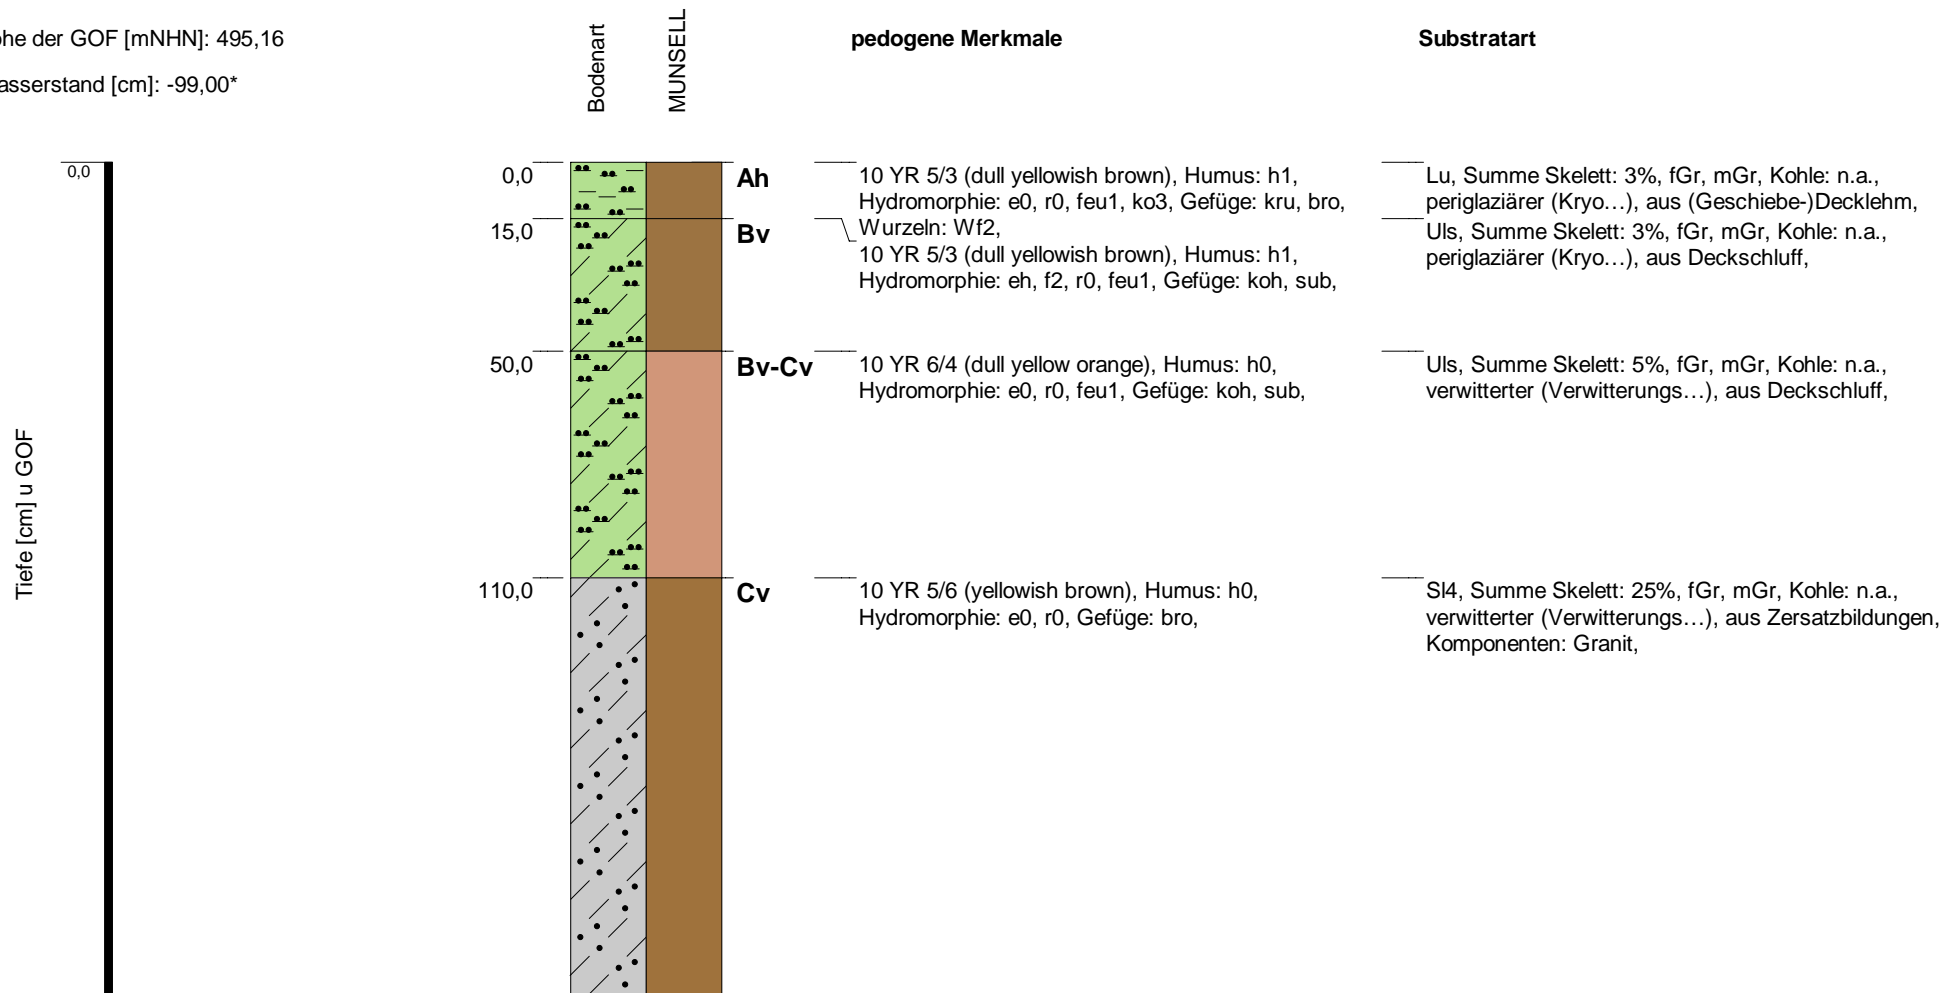 öhe der GOF [mNHN]: 495,16
asserstand [cm]: -99,00*
Bodenart
MUNSELL
pedogene Merkmale
Substratart
Tiefe [cm] u GOF
0,0
0,0
Ah
10 YR 5/3 (dull yellowish brown), Humus: h1,
Hydromorphie: e0, r0, feu1, ko3, Gefüge: kru, bro,
Wurzeln: Wf2,
Lu, Summe Skelett: 3%, fGr, mGr, Kohle: n.a.,
periglaziärer (Kryo…), aus (Geschiebe-)Decklehm,
15,0
Bv
10 YR 5/3 (dull yellowish brown), Humus: h1,
Hydromorphie: eh, f2, r0, feu1, Gefüge: koh, sub,
Uls, Summe Skelett: 3%, fGr, mGr, Kohle: n.a.,
periglaziärer (Kryo…), aus Deckschluff,
50,0
Bv-Cv
10 YR 6/4 (dull yellow orange), Humus: h0,
Hydromorphie: e0, r0, feu1, Gefüge: koh, sub,
Uls, Summe Skelett: 5%, fGr, mGr, Kohle: n.a.,
verwitterter (Verwitterungs…), aus Deckschluff,
110,0
Cv
10 YR 5/6 (yellowish brown), Humus: h0,
Hydromorphie: e0, r0, Gefüge: bro,
Sl4, Summe Skelett: 25%, fGr, mGr, Kohle: n.a.,
verwitterter (Verwitterungs…), aus Zersatzbildungen,
Komponenten: Granit,